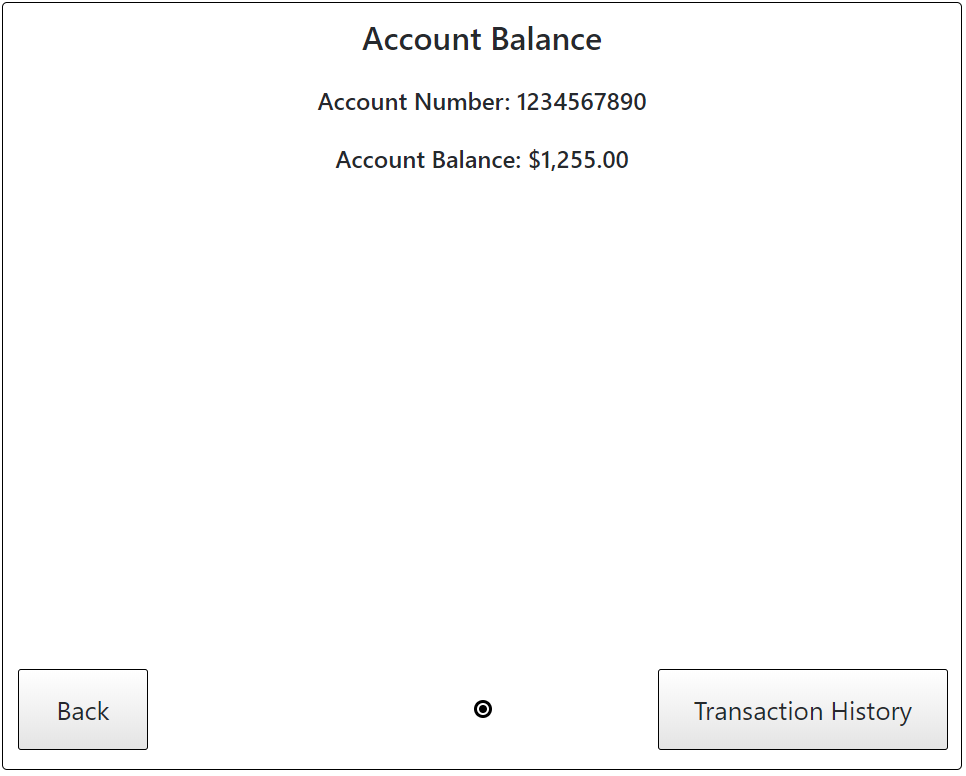 Account Balance
Account Number: 1234567890
Account Balance: $1,255.00
Back
Transaction History